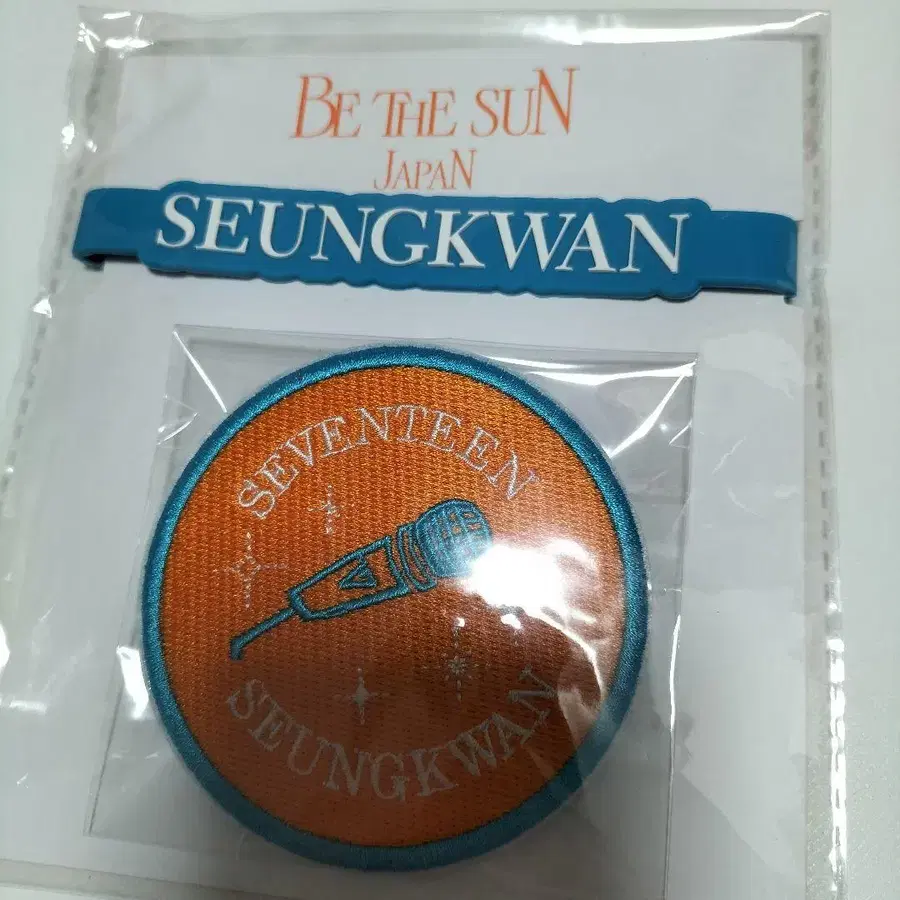 BE THE SUN
JAPAN
SEUNGKWAN
SEVENTEEN
SEUNGKWAN